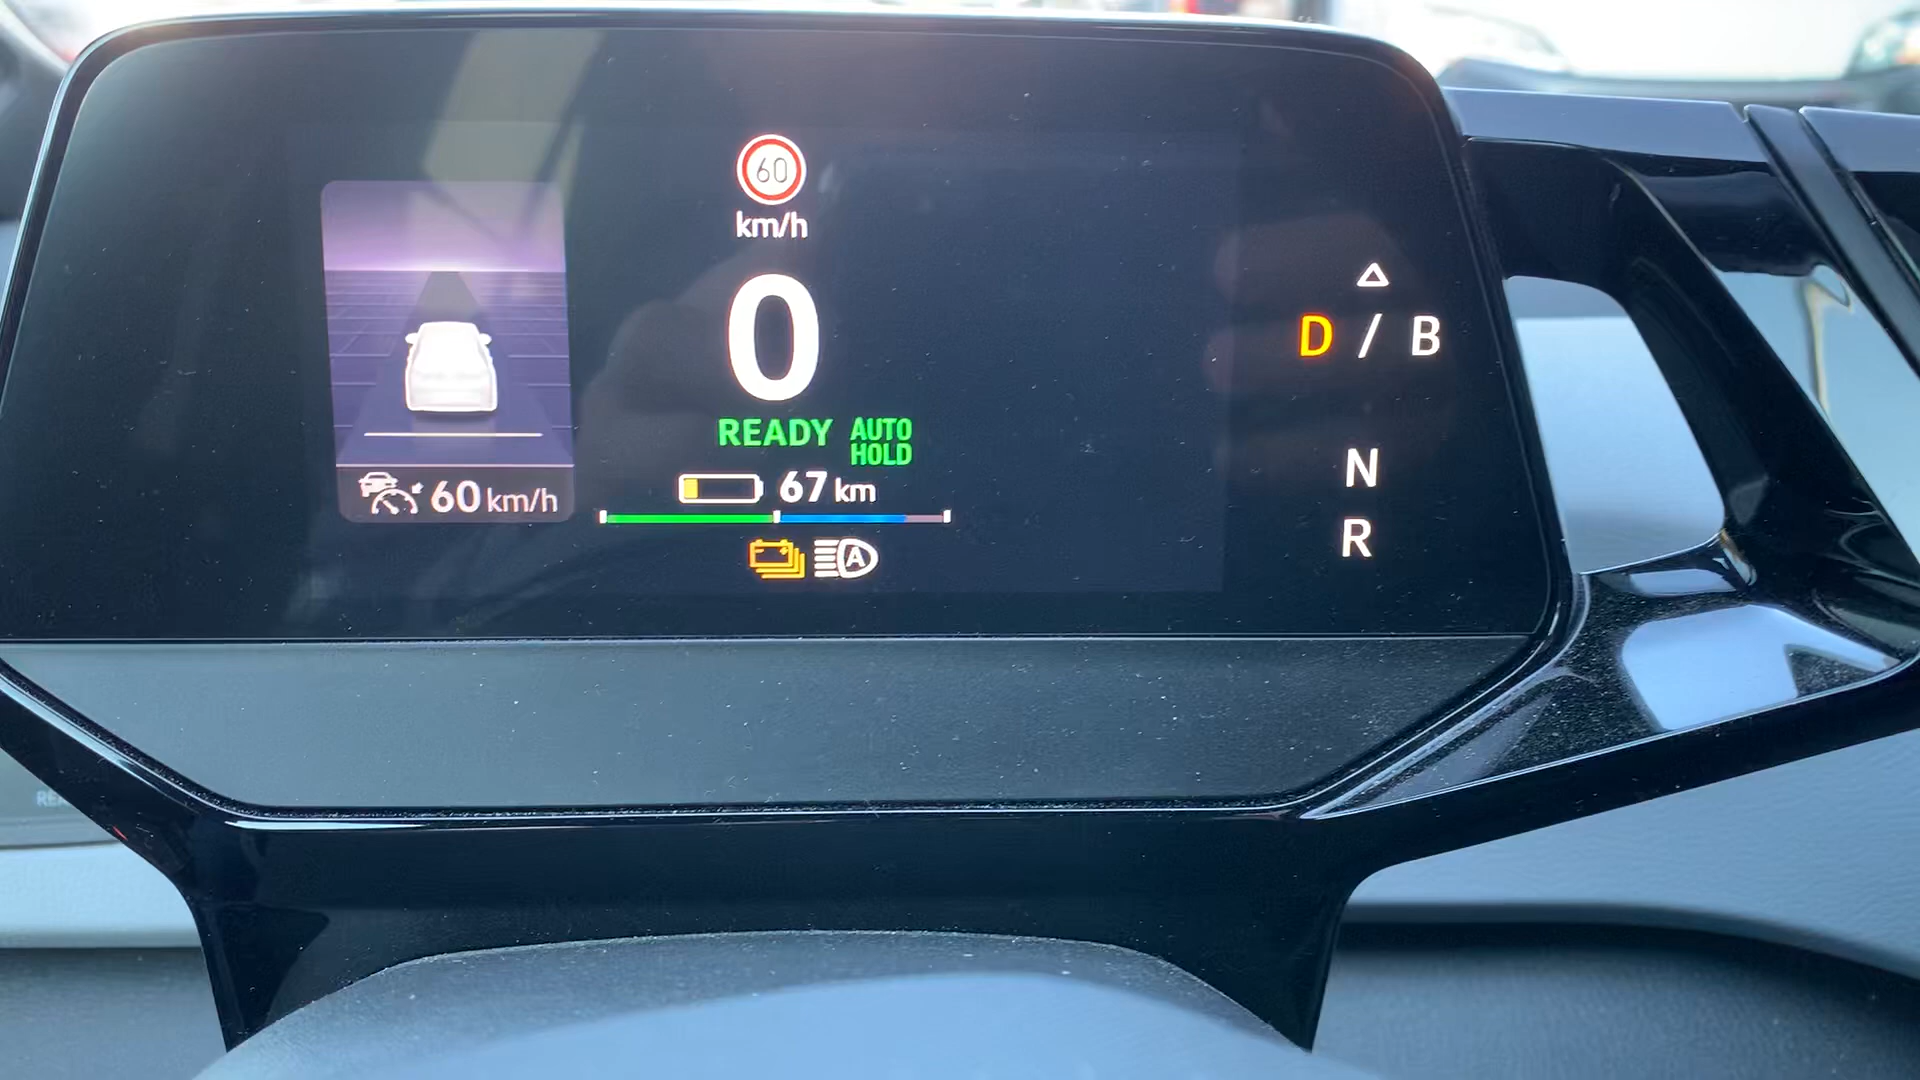 60
km/h
0
READY AUTO HOLD
67 km
60 km/h
A
D / B
N
R